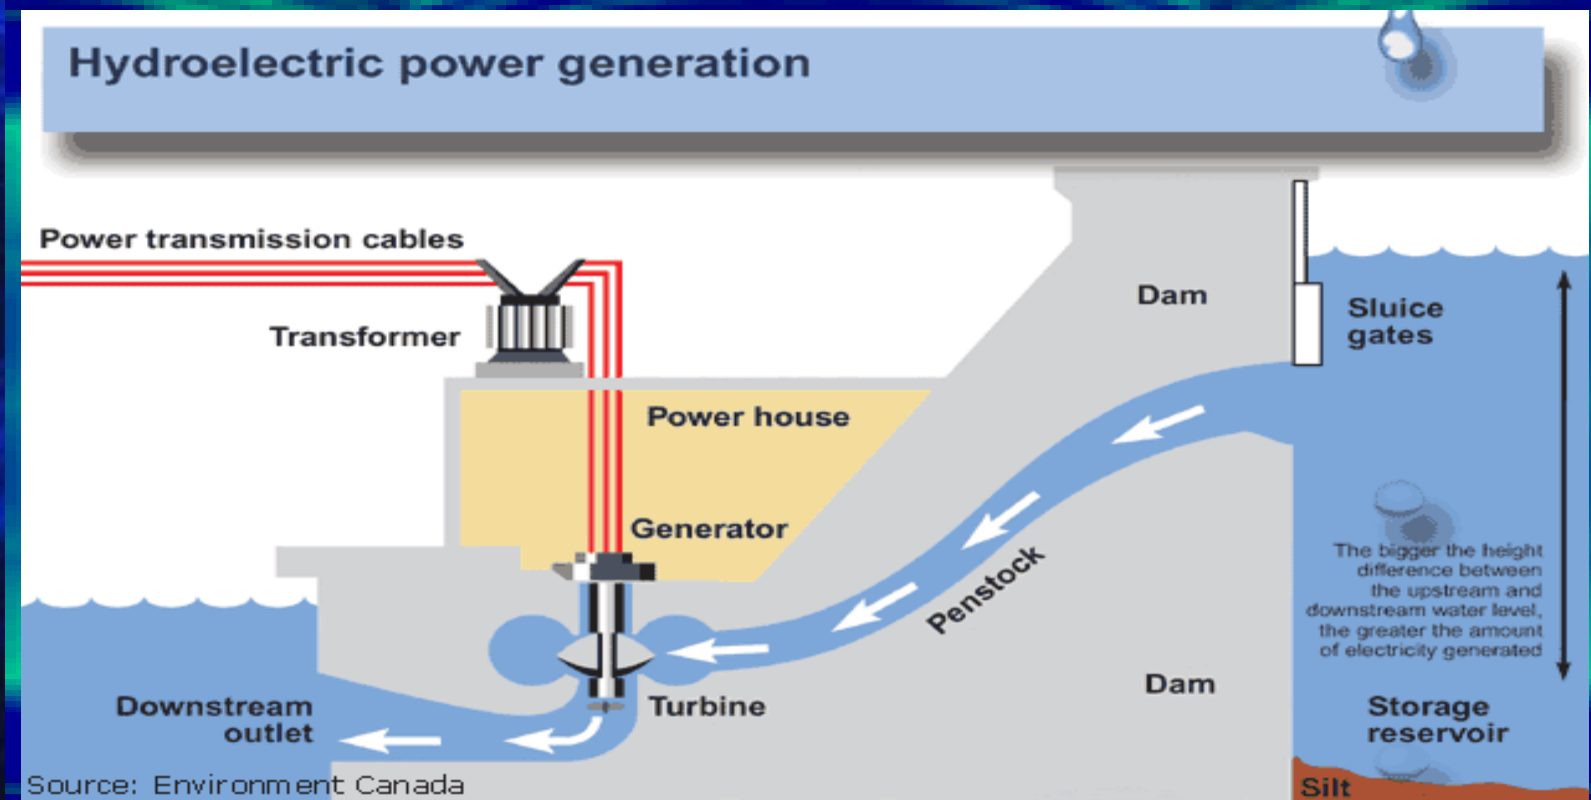 Hydroelectric power generation
Power transmission cables
Transformer
Dam
Sluice
gates
Power house
Generator
Penstock
The bigger the height
difference between
the upstream and
downstream water level,
the greater the amount
of electricity generated
Turbine
Dam
Downstream
outlet
Storage
reservoir
Silt
Source: Environment Canada